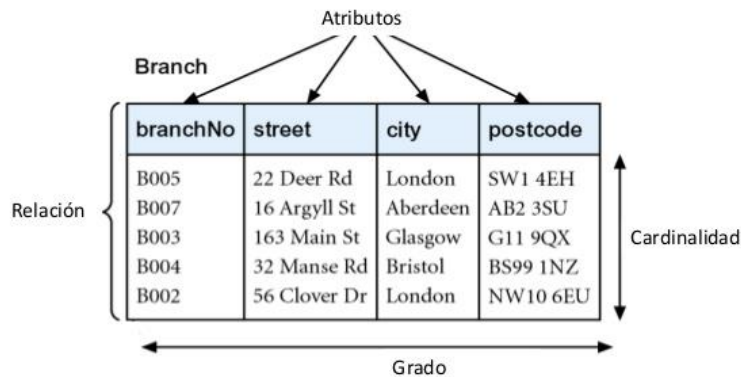 Atributos
Branch
branchNo street city postcode
B005 22 Deer Rd London SW1 4EH
B007 16 Argyll St Aberdeen AB2 3SU
Relación
B003 163 Main St Glasgow G11 9QX
Cardinalidad
B004 32 Manse Rd Bristol BS99 1NZ
B002 56 Clover Dr London NW10 6EU
Grado